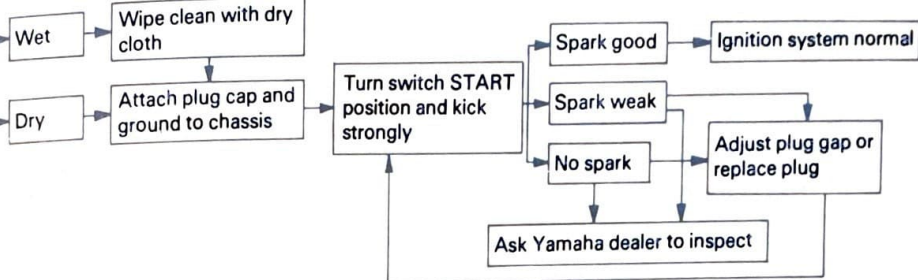 Wet
Wipe clean with dry
cloth
Dry
Attach plug cap and
ground to chassis
Turn switch START
position and kick
strongly
Spark good
Ignition system normal
Spark weak
No spark
Adjust plug gap or
replace plug
Ask Yamaha dealer to inspect